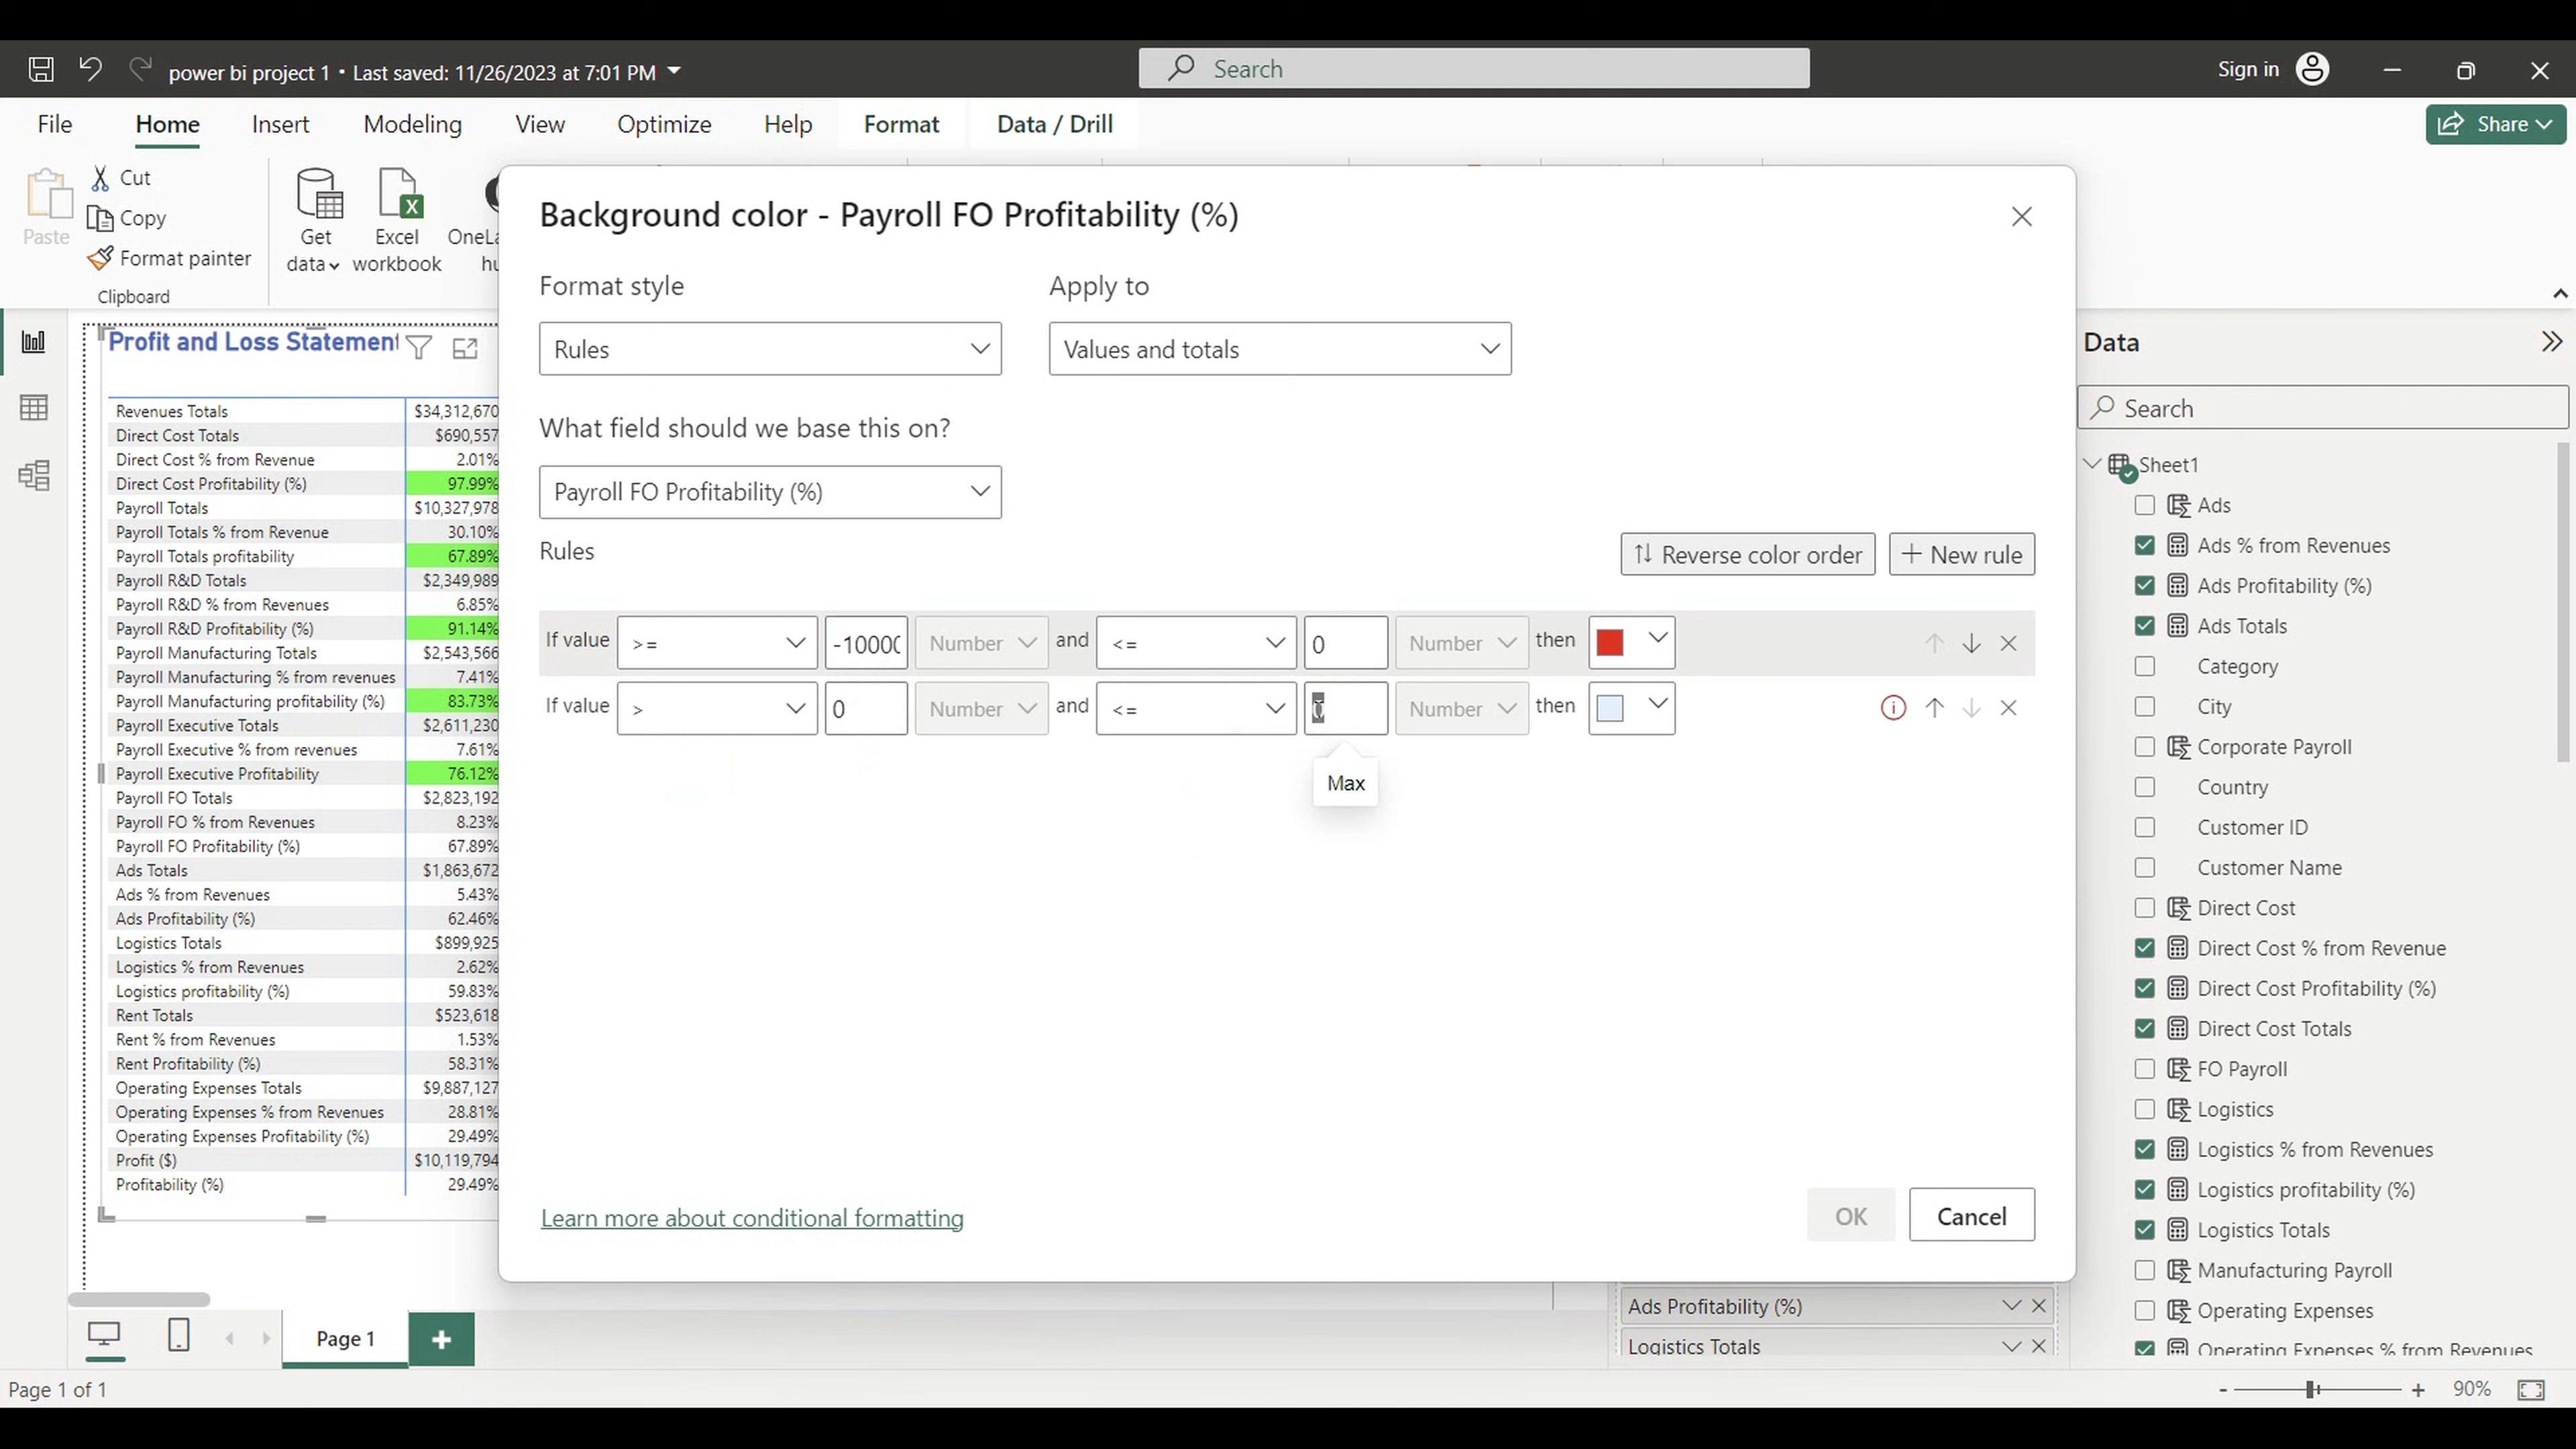 power bi project 1 • Last saved: 11/26/2023 at 7:01 PM
Search
Sign in
File Home Insert Modeling View Optimize Help Format Data / Drill
Share
Paste
Cut
Copy
Format painter
Clipboard
Get data
Excel workbook
Background color - Payroll FO Profitability (%)
Format style
Apply to
Rules
Values and totals
What field should we base this on?
Payroll FO Profitability (%)
Rules
Reverse color order
New rule
If value >= -1000 Number and <= 0 Number then
If value > 0 Number and <= 0 Number then
Max
Learn more about conditional formatting
OK
Cancel
Profit and Loss Statement
Revenues Totals $34,312,670
Direct Cost Totals $690,557
Direct Cost % from Revenue 2.01%
Direct Cost Profitability (%) 97.99%
Payroll Totals $10,327,978
Payroll Totals % from Revenue 30.10%
Payroll Totals profitability 67.89%
Payroll R&D Totals $2,349,989
Payroll R&D % from Revenues 6.85%
Payroll R&D Profitability (%) 91.14%
Payroll Manufacturing Totals $2,543,566
Payroll Manufacturing % from revenues 7.41%
Payroll Manufacturing profitability (%) 83.73%
Payroll Executive Totals $2,611,230
Payroll Executive % from revenues 7.61%
Payroll Executive Profitability 76.12%
Payroll FO Totals $2,823,192
Payroll FO % from Revenues 8.23%
Payroll FO Profitability (%) 67.89%
Ads Totals $1,863,672
Ads % from Revenues 5.43%
Ads Profitability (%) 62.46%
Logistics Totals $899,925
Logistics % from Revenues 2.62%
Logistics profitability (%) 59.83%
Rent Totals $523,618
Rent % from Revenues 1.53%
Rent Profitability (%) 58.31%
Operating Expenses Totals $9,887,127
Operating Expenses % from Revenues 28.81%
Operating Expenses Profitability (%) 29.49%
Profit ($) $10,119,794
Profitability (%) 29.49%
Data
Search
Sheet1
Ads
Ads % from Revenues
Ads Profitability (%)
Ads Totals
Category
City
Corporate Payroll
Country
Customer ID
Customer Name
Direct Cost
Direct Cost % from Revenue
Direct Cost Profitability (%)
Direct Cost Totals
FO Payroll
Logistics
Logistics % from Revenues
Logistics profitability (%)
Logistics Totals
Manufacturing Payroll
Operating Expenses
Operating Expenses % from Revenues
Ads Profitability (%)
Logistics Totals
Page 1
Page 1 of 1
90%